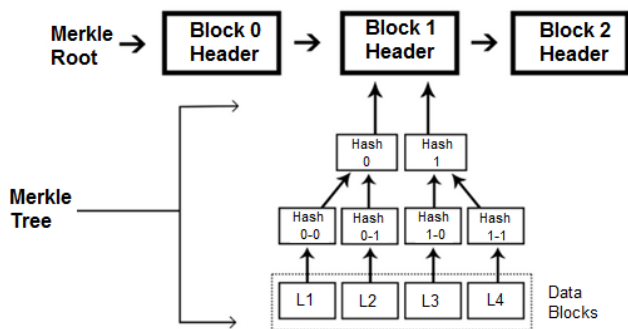 Merkle
Root
Block 0
Header
Block 1
Header
Block 2
Header
Hash
0
Hash
1
Merkle
Tree
Hash
0-0
Hash
0-1
Hash
1-0
Hash
1-1
L1
L2
L3
L4
Data
Blocks